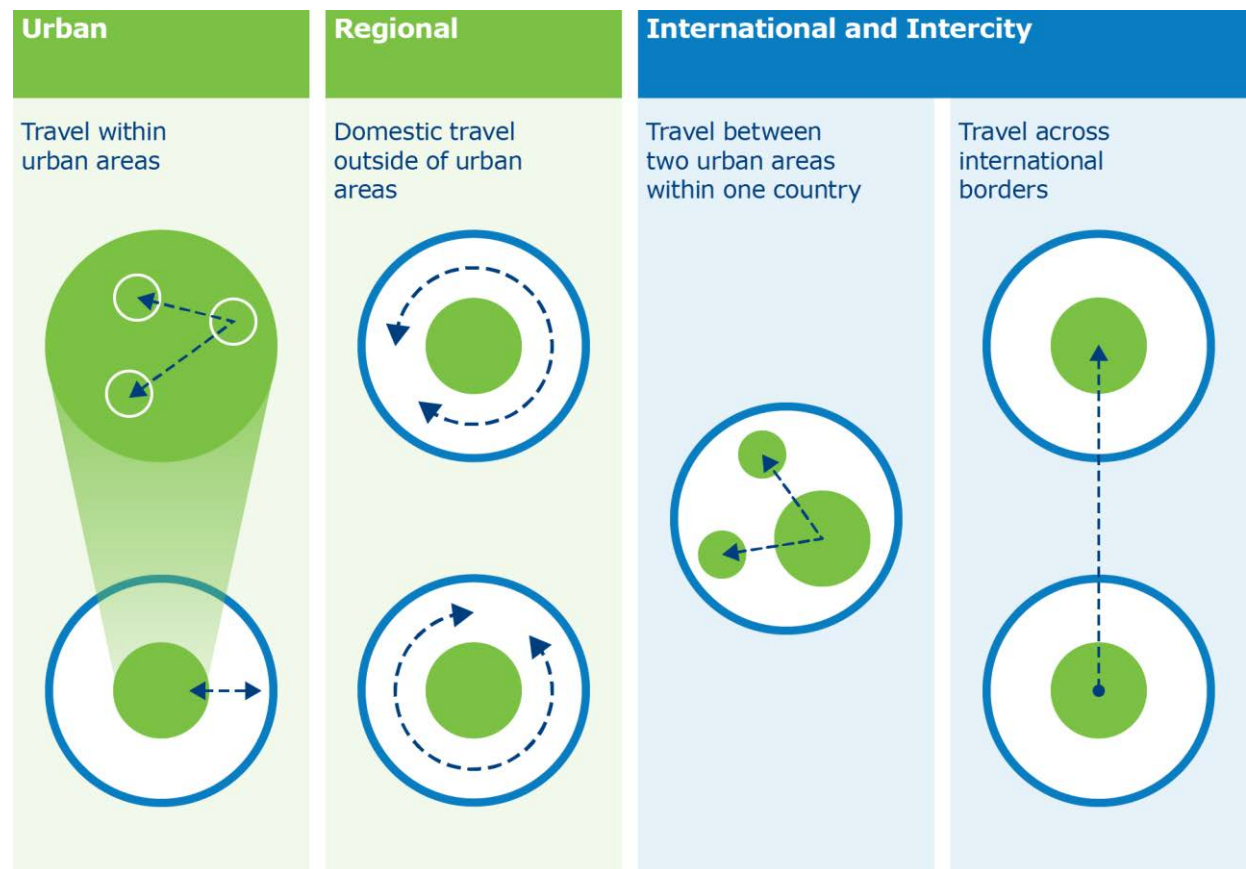 Urban
Travel within
urban areas
Regional
Domestic travel
outside of urban
areas
International and Intercity
Travel between
two urban areas
within one country
Travel across
international
borders